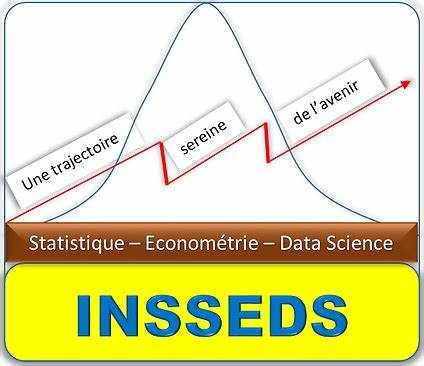 Une trajectoire
sereine
de l'avenir
Statistique – Econométrie – Data Science
INSSEDS